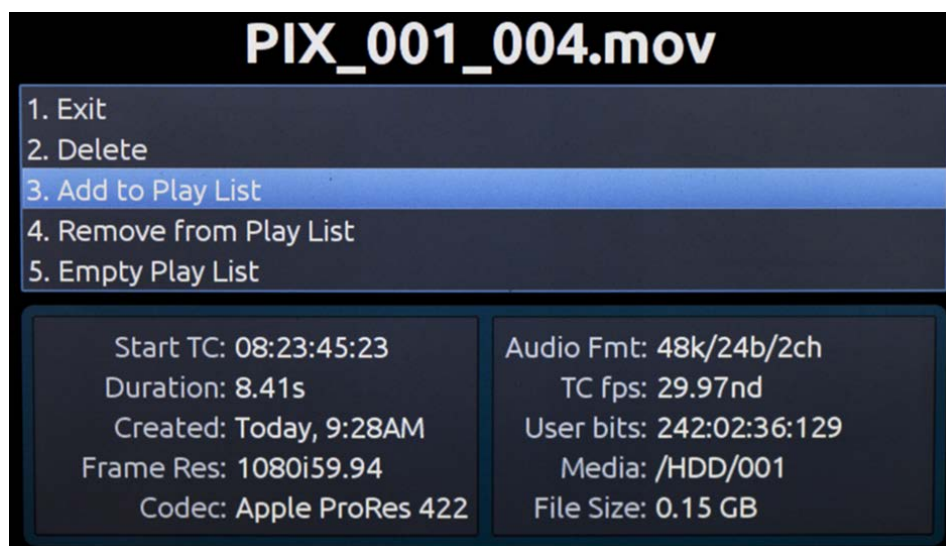 PIX_001_004.mov
1. Exit
2. Delete
3. Add to Play List
4. Remove from Play List
5. Empty Play List
Start TC: 08:23:45:23
Duration: 8.41s
Created: Today, 9:28AM
Frame Res: 1080i59.94
Codec: Apple ProRes 422
Audio Fmt: 48k/24b/2ch
TC fps: 29.97nd
User bits: 242:02:36:129
Media: /HDD/001
File Size: 0.15 GB